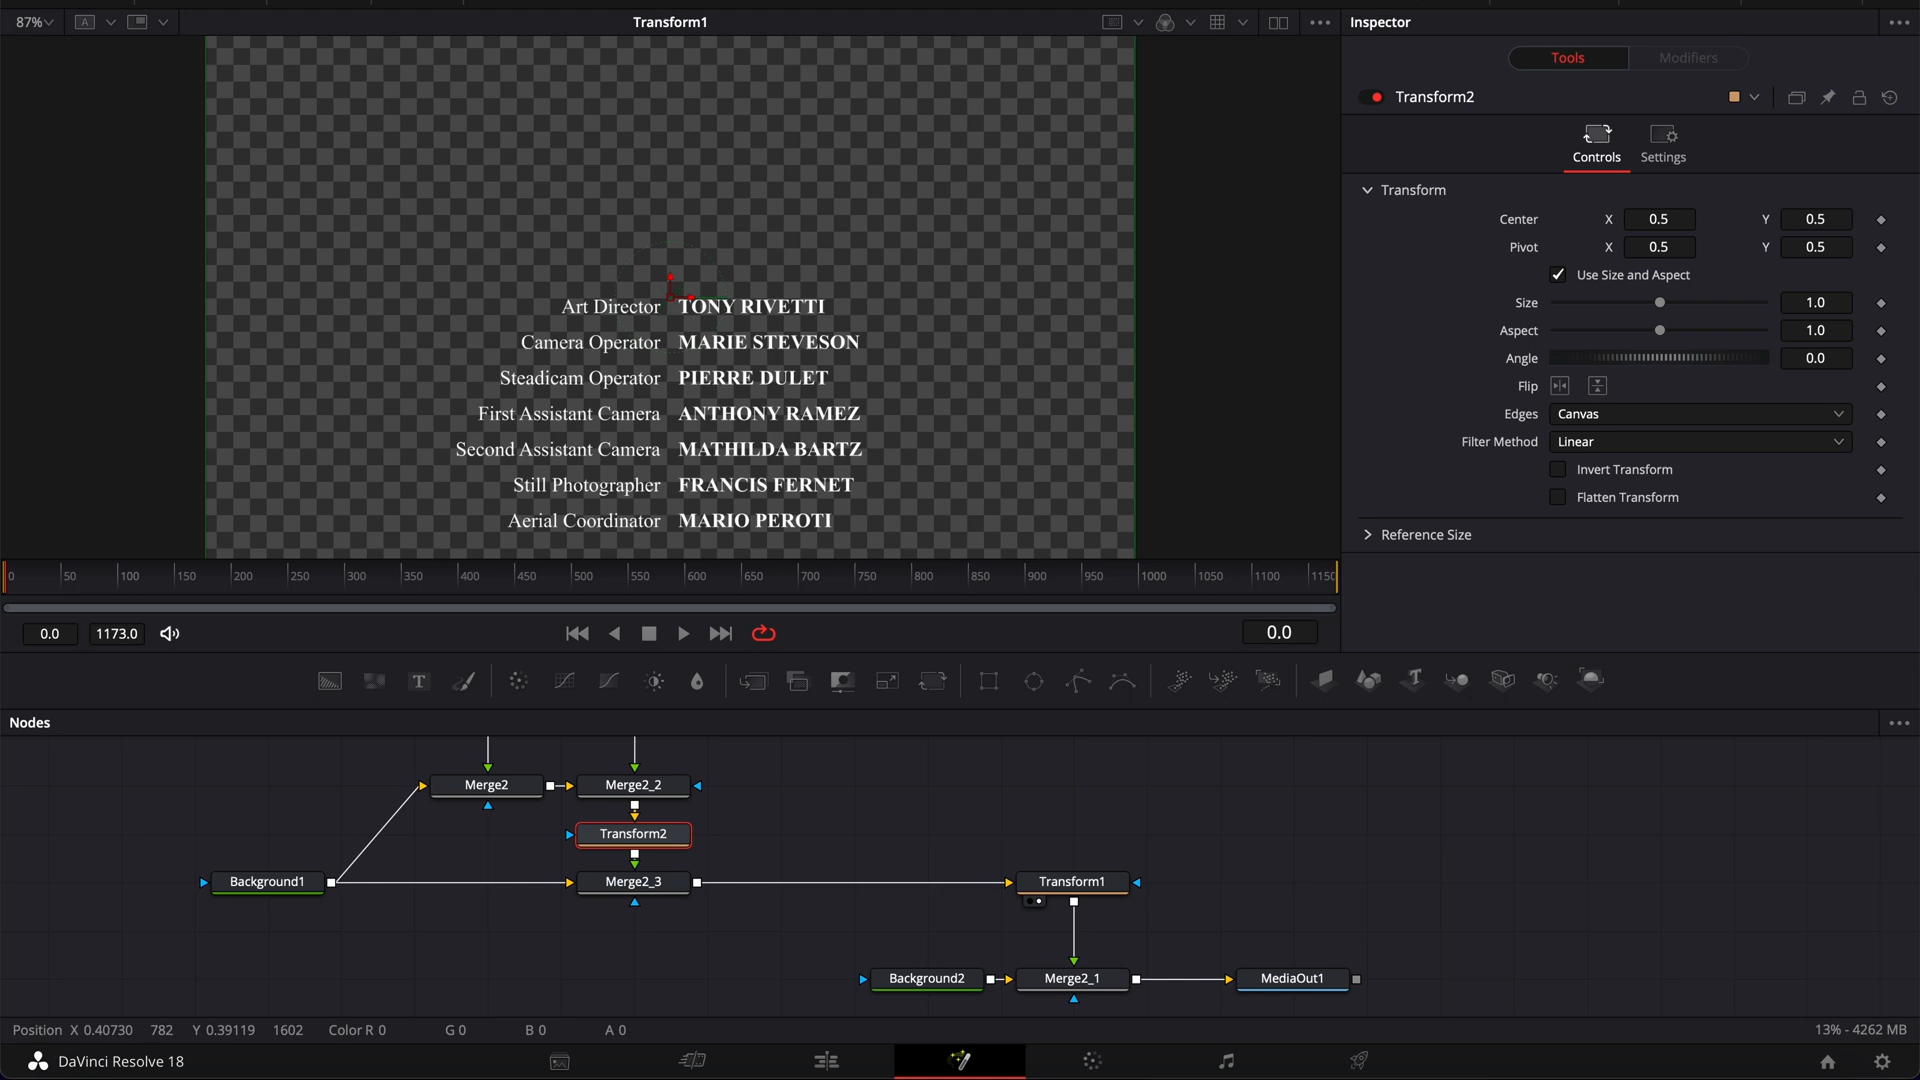 87%
A
Transform1
Inspector
Tools
Modifiers
Transform2
Controls
Settings
Transform
Center X 0.5 Y 0.5
Pivot X 0.5 Y 0.5
Use Size and Aspect
Size 1.0
Aspect 1.0
Angle 0.0
Flip
Edges Canvas
Filter Method Linear
Invert Transform
Flatten Transform
Reference Size
Art Director TONY RIVETTI
Camera Operator MARIE STEVESON
Steadicam Operator PIERRE DULET
First Assistant Camera ANTHONY RAMEZ
Second Assistant Camera MATHILDA BARTZ
Still Photographer FRANCIS FERNET
Aerial Coordinator MARIO PEROTI
0 50 100 150 200 250 300 350 400 450 500 550 600 650 700 750 800 850 900 950 1000 1050 1100 1150
0.0 1173.0 0.0
T T
Nodes
Merge2 Merge2_2
Transform2
Background1 Merge2_3 Transform1
Background2 Merge2_1 MediaOut1
Position X 0.40730 782 Y 0.39119 1602 Color R 0 G 0 B 0 A 0 13% - 4262 MB
DaVinci Resolve 18